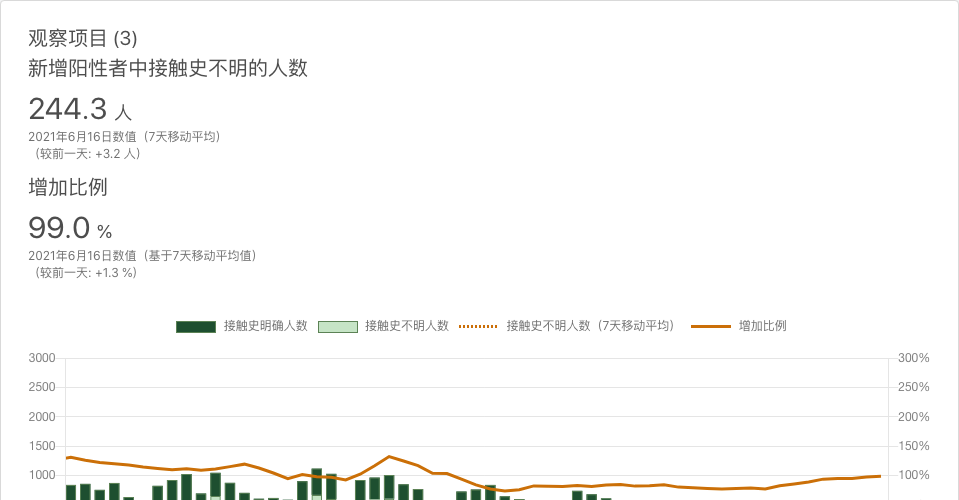 观察项目 (3)
新增阳性者中接触史不明的人数
244.3 人
2021年6月16日数值（7天移动平均）
（较前一天: +3.2 人）
增加比例
99.0 %
2021年6月16日数值（基于7天移动平均值）
（较前一天: +1.3 %）
接触史明确人数 接触史不明人数 接触史不明人数（7天移动平均） 增加比例
3000 300%
2500 250%
2000 200%
1500 150%
1000 100%